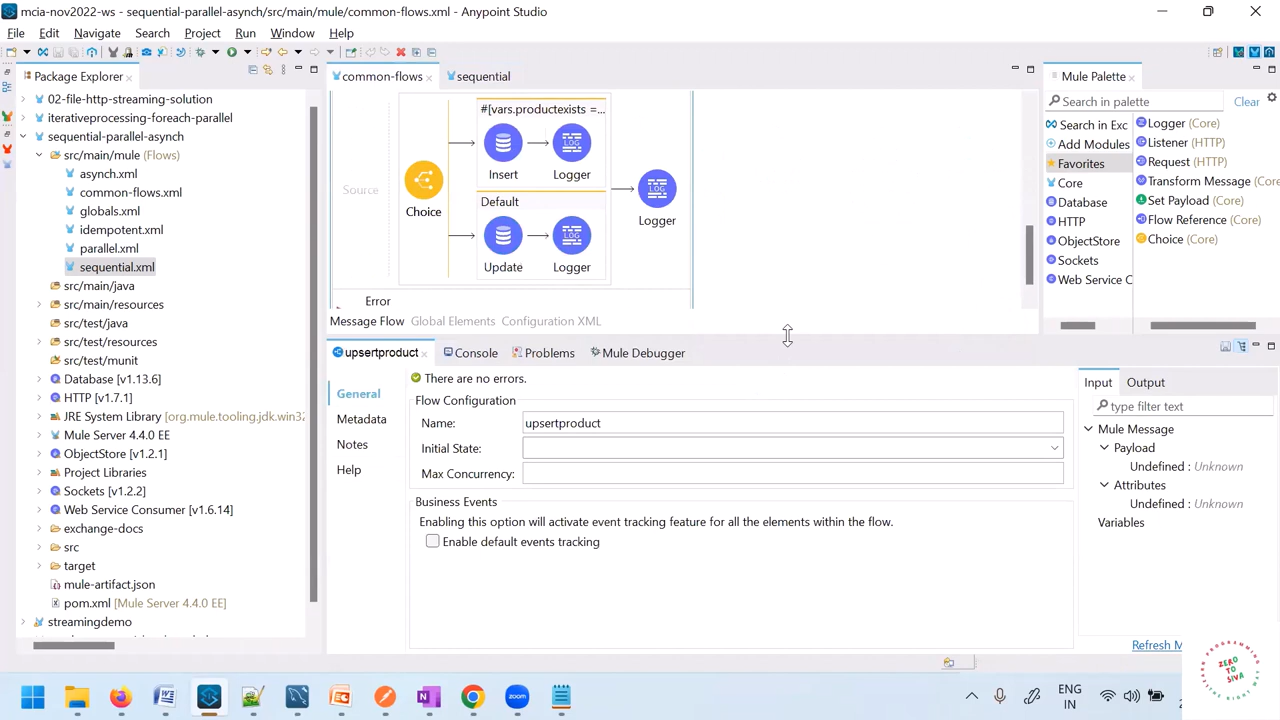 mcia-nov2022-ws - sequential-parallel-asynch/src/main/mule/common-flows.xml - Anypoint Studio
File Edit Navigate Search Project Run Window Help
Package Explorer
02-file-http-streaming-solution
iterativeprocessing-foreach-parallel
sequential-parallel-asynch
src/main/mule (Flows)
asynch.xml
common-flows.xml
globals.xml
idempotent.xml
parallel.xml
sequential.xml
src/main/java
src/main/resources
src/test/java
src/test/resources
src/test/munit
Database [v1.13.6]
HTTP [v1.7.1]
JRE System Library [org.mule.tooling.jdk.win32
Mule Server 4.4.0 EE
ObjectStore [v1.2.1]
Project Libraries
Sockets [v1.2.2]
Web Service Consumer [v1.6.14]
exchange-docs
src
target
mule-artifact.json
pom.xml [Mule Server 4.4.0 EE]
streamingdemo
common-flows
sequential
#[vars.productexists =...
Source
Choice
Insert
LOG
Logger
Default
Update
LOG
Logger
LOG
Logger
Error
Message Flow Global Elements Configuration XML
Mule Palette
Search in palette
Clear
Search in Exc
Add Modules
Favorites
Core
Database
HTTP
ObjectStore
Sockets
Web Service C
Logger (Core)
Listener (HTTP)
Request (HTTP)
Transform Message (Core
Set Payload (Core)
Flow Reference (Core)
Choice (Core)
upsertproduct
Console
Problems
Mule Debugger
General
Metadata
Notes
Help
There are no errors.
Flow Configuration
Name: upsertproduct
Initial State:
Max Concurrency:
Business Events
Enabling this option will activate event tracking feature for all the elements within the flow.
Enable default events tracking
Input
Output
type filter text
Mule Message
Payload
Undefined : Unknown
Attributes
Undefined : Unknown
Variables
Refresh M
ENG
IN
ZERO
TO
SIVA